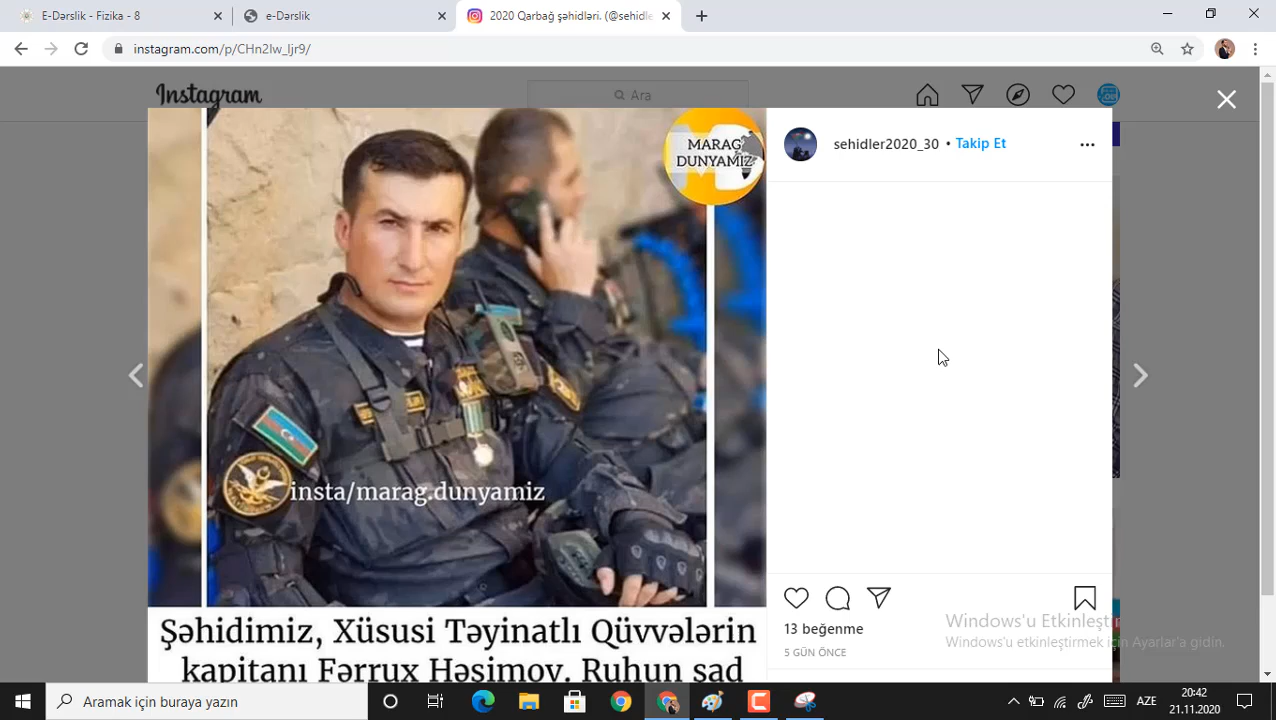 E-Dərslik - Fizika - 8
e-Dərslik
2020 Qarbağ şəhidləri. (@sehidle
instagram.com/p/CHn2lw_ljr9/
Instagram
Ara
MARAG
DUNYAMIZ
sehidler2020_30 • Takip Et
insta/marag.dunyamiz
Şəhidimiz, Xüsusi Təyinatlı Qüvvələrin
kapitanı Fərrux Həşimov. Ruhun şad
13 beğenme
5 GÜN ÖNCE
Windows'u Etkinleştir
Windows'u etkinleştirmek için Ayarlar'a gidin.
Aramak için buraya yazın
AZE
20:42
21.11.2020